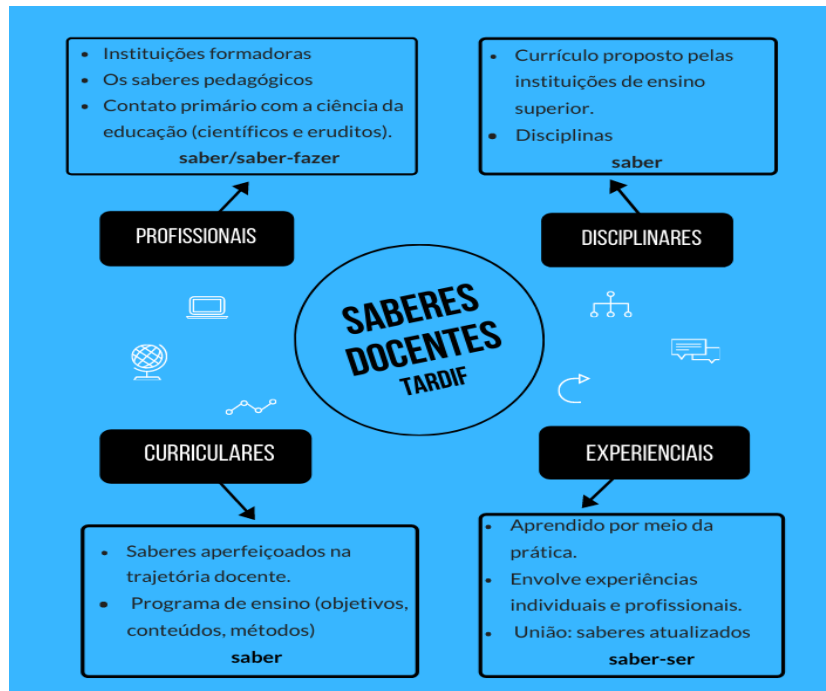 • Instituições formadoras
• Os saberes pedagógicos
• Contato primário com a ciência da
educação (científicos e eruditos).
saber/saber-fazer
• Currículo proposto pelas
instituições de ensino
superior.
• Disciplinas
saber
PROFISSIONAIS
DISCIPLINARES
SABERES
DOCENTES
TARDIF
CURRICULARES
EXPERIENCIAIS
• Saberes aperfeiçoados na
trajetória docente.
• Programa de ensino (objetivos,
conteúdos, métodos)
saber
• Aprendido por meio da
prática.
• Envolve experiências
individuais e profissionais.
• União: saberes atualizados
saber-ser